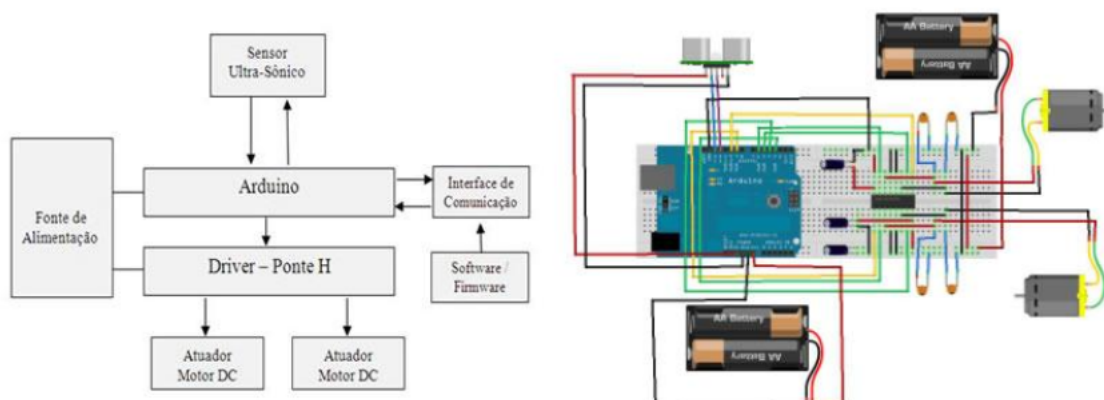 Sensor
Ultra-Sônico
Arduino
Interface de
Comunicação
Fonte de
Alimentação
Driver – Ponte H
Software /
Firmware
Atuador
Motor DC
Atuador
Motor DC
AA Battery
AA Battery
Arduino
AA Battery
AA Battery